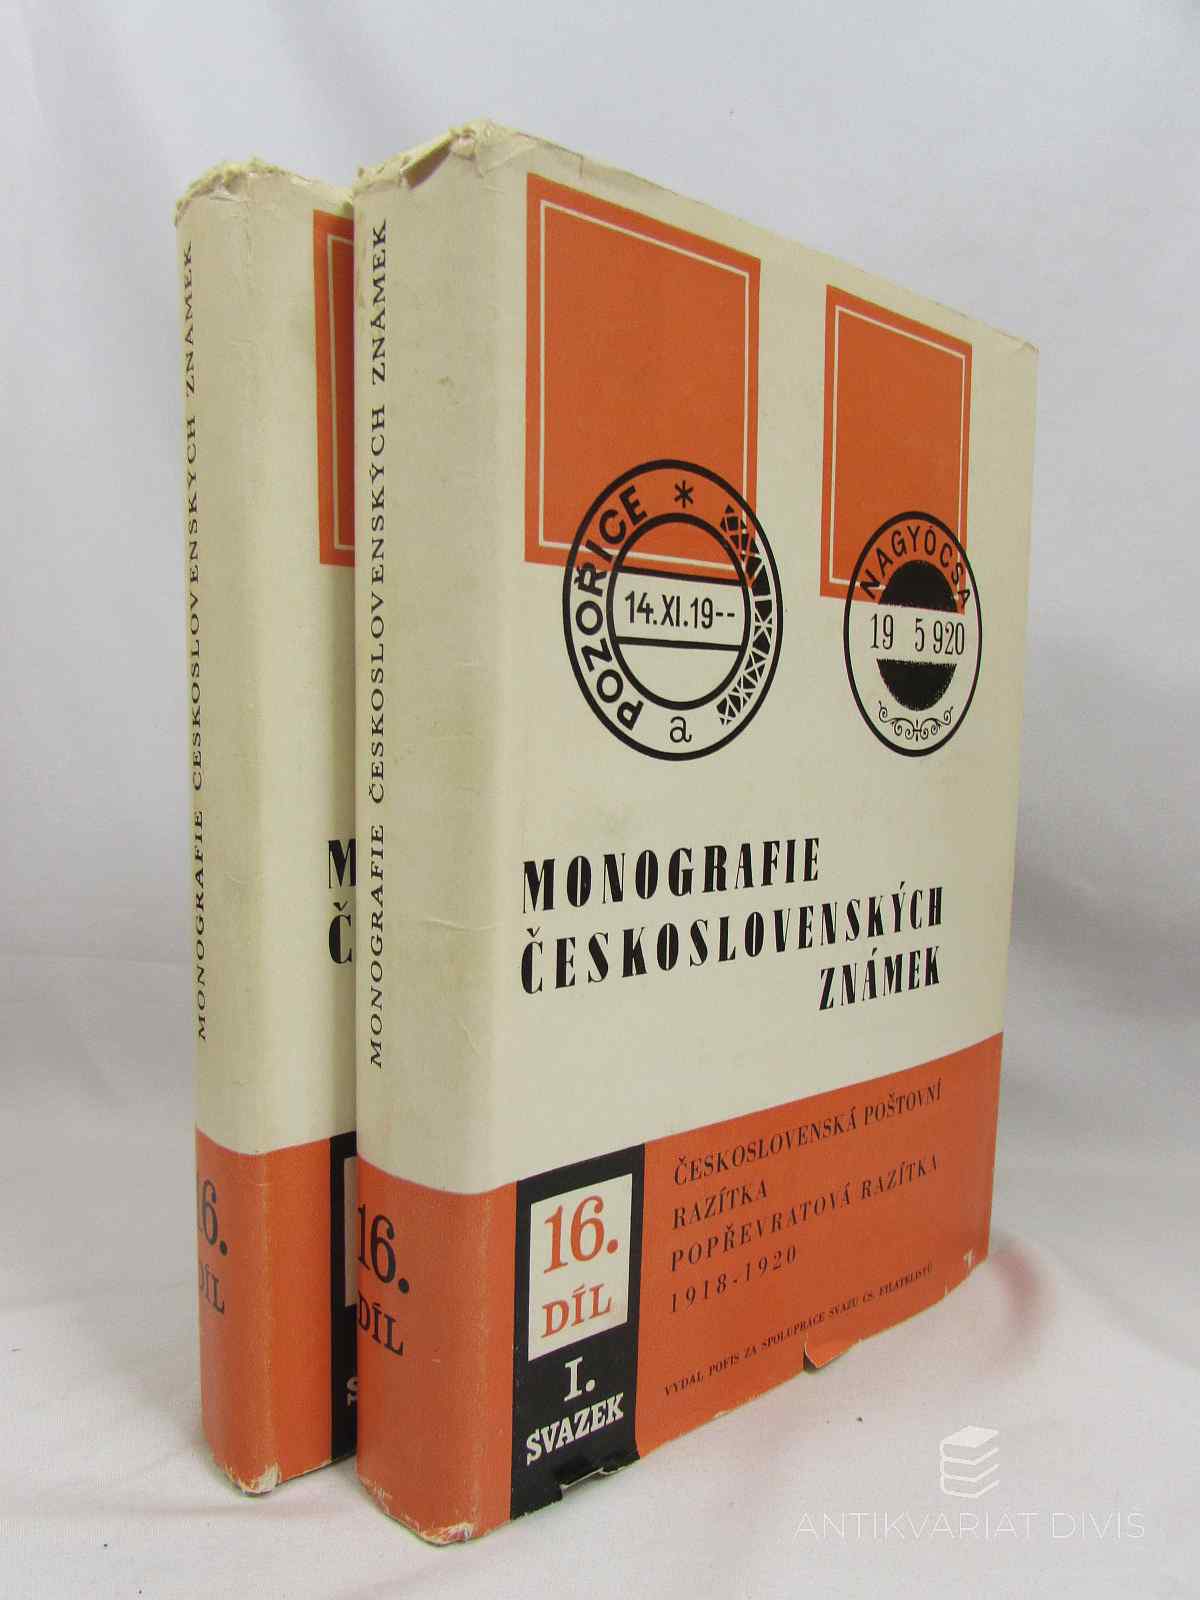 MONOGRAFIE ČESKOSLOVENSKÝCH ZNÁMEK
16.
DÍL
M
Č
MONOGRAFIE ČESKOSLOVENSKÝCH ZNÁMEK
16.
DÍL
POZOŘICE *
14.XI.19--
a
NAGYÓCSA
19 5 920
MONOGRAFIE
ČESKOSLOVENSKÝCH
ZNÁMEK
16.
DÍL
I.
SVAZEK
ČESKOSLOVENSKÁ POŠTOVNÍ
RAZÍTKA
POPŘEVRATOVÁ RAZÍTKA
1918-1920
VYDAL POFIS ZA SPOLUPRÁCE SVAZU ČS. FILATELISTŮ
ANTIKVARIÁT DIVIŠ